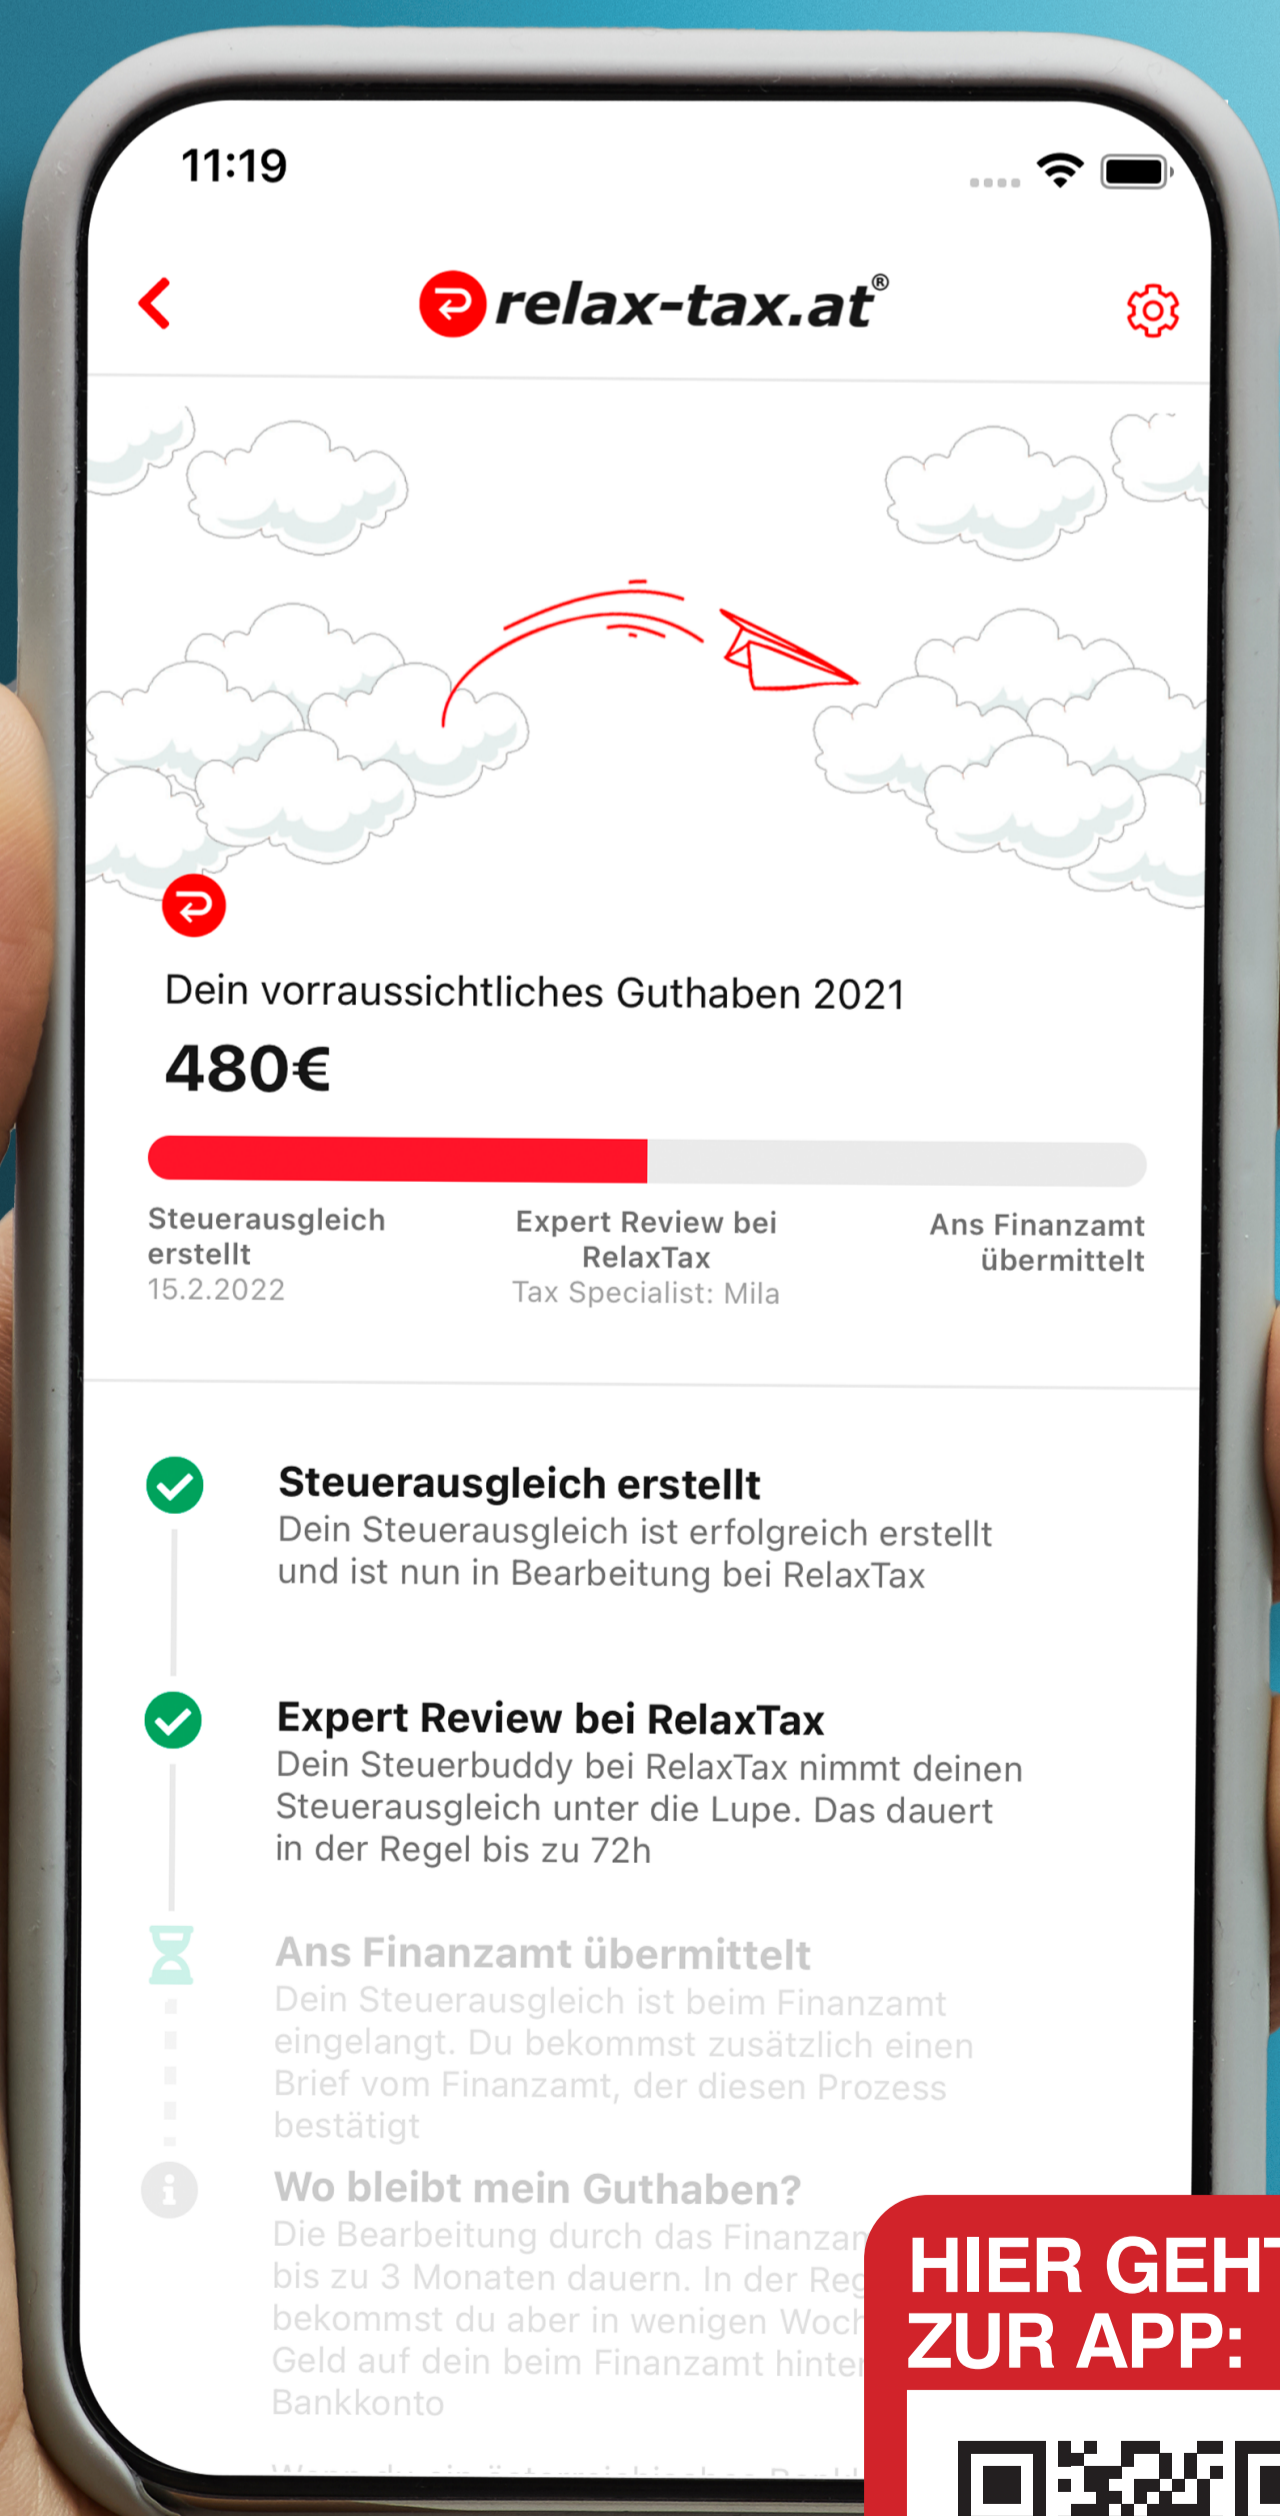 11:19
relax-tax.at®
Dein vorraussichtliches Guthaben 2021
480€
Steuerausgleich
erstellt
15.2.2022
Expert Review bei
RelaxTax
Tax Specialist: Mila
Ans Finanzamt
übermittelt
Steuerausgleich erstellt
Dein Steuerausgleich ist erfolgreich erstellt
und ist nun in Bearbeitung bei RelaxTax
Expert Review bei RelaxTax
Dein Steuerbuddy bei RelaxTax nimmt deinen
Steuerausgleich unter die Lupe. Das dauert
in der Regel bis zu 72h
Ans Finanzamt übermittelt
Dein Steuerausgleich ist beim Finanzamt
eingelangt. Du bekommst zusätzlich einen
Brief vom Finanzamt, der diesen Prozess
bestätigt
Wo bleibt mein Guthaben?
Die Bearbeitung durch das
bis zu 3 Monaten dauern. In der
bekommst du aber in wenigen
Geld auf dein beim Finanzamt
Bankkonto
HIER GEHT
ZUR APP: